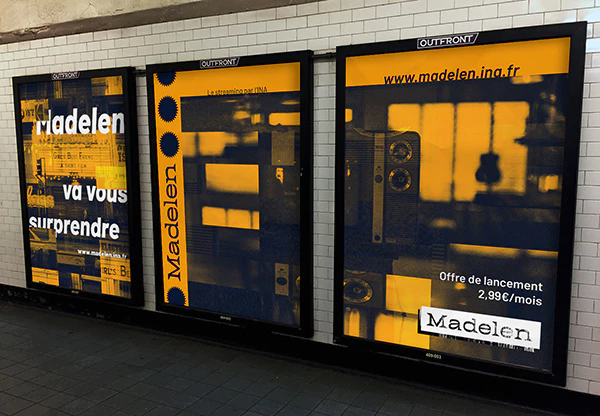 OUTFRONT
Madelen
va vous
surprendre
www.madelen.ina.fr
OUTFRONT
Le streaming par l'INA
Madelen
OUTFRONT
www.madelen.ina.fr
Offre de lancement
2,99€/mois
Madelen